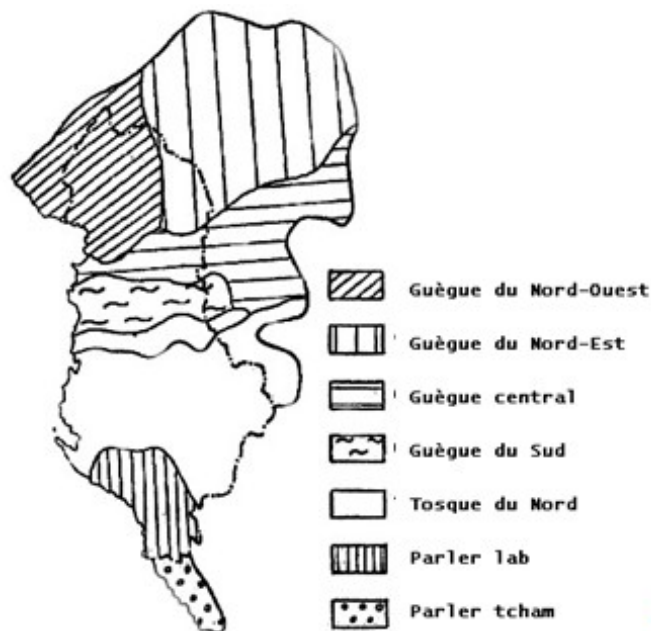 Guègue du Nord-Ouest
Guègue du Nord-Est
Guègue central
Guègue du Sud
Tosque du Nord
Parler lab
Parler tcham